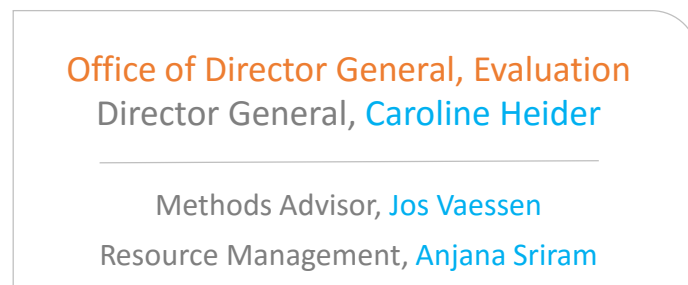 Office of Director General, Evaluation
Director General, Caroline Heider
Methods Advisor, Jos Vaessen
Resource Management, Anjana Sriram